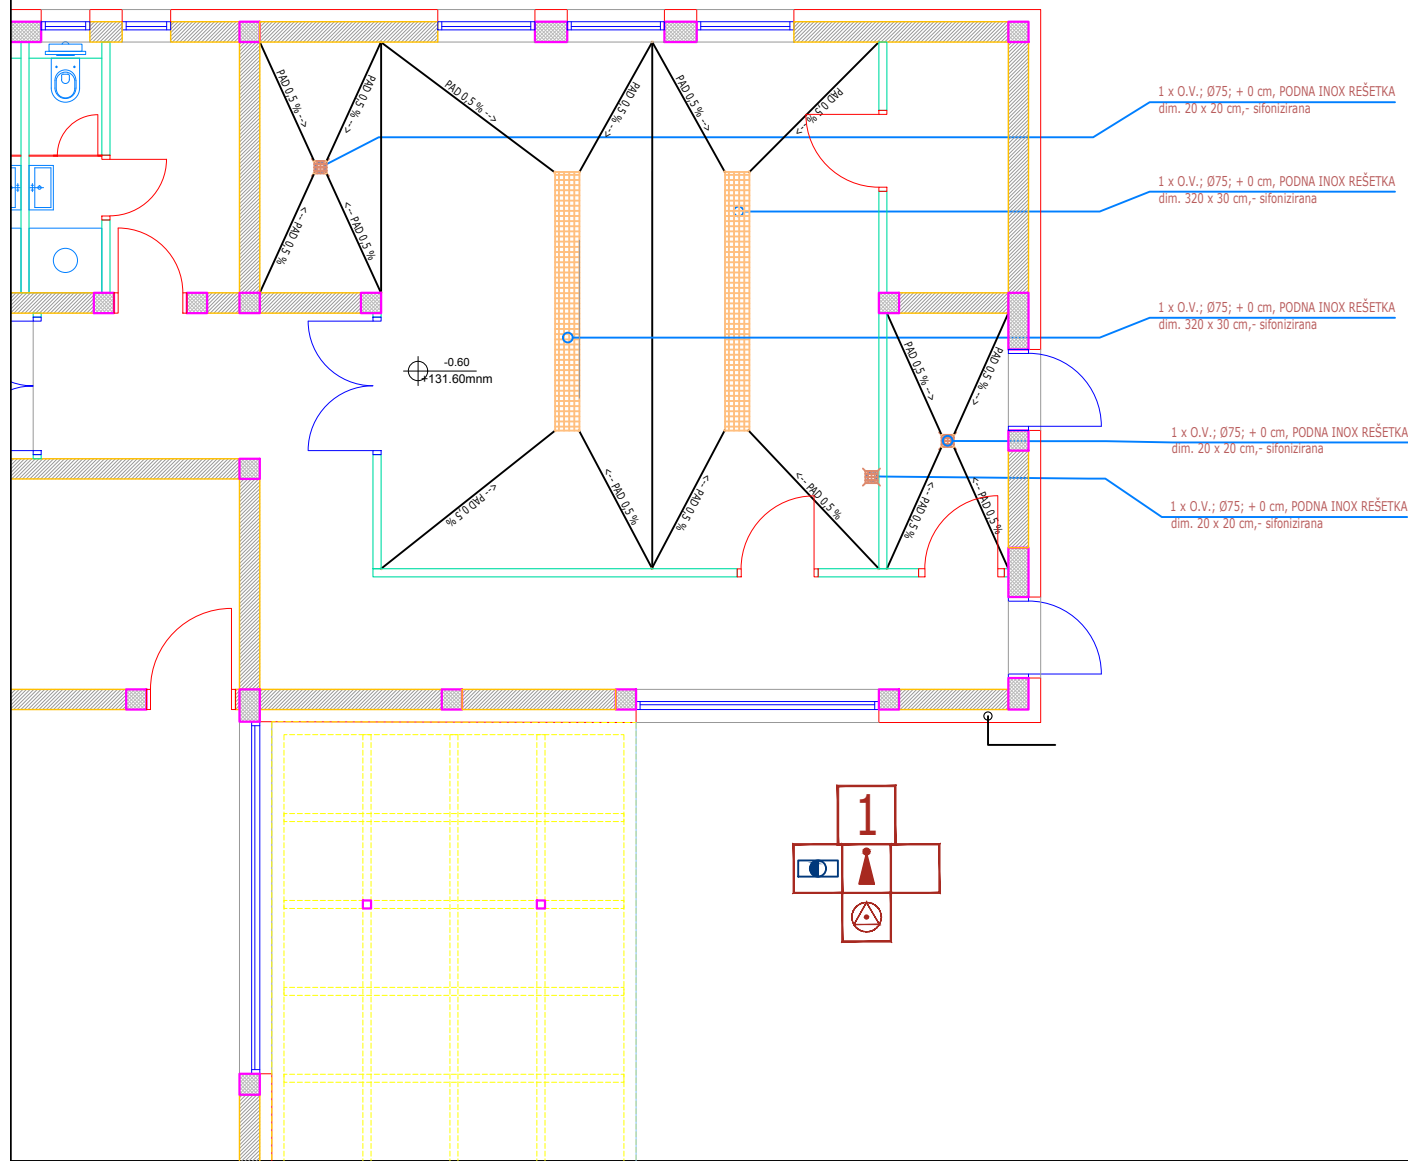 1 x O.V.; Ø75; + 0 cm, PODNA INOX REŠETKA
dim. 20 x 20 cm,- sifonizirana
1 x O.V.; Ø75; + 0 cm, PODNA INOX REŠETKA
dim. 320 x 30 cm,- sifonizirana
1 x O.V.; Ø75; + 0 cm, PODNA INOX REŠETKA
dim. 320 x 30 cm,- sifonizirana
1 x O.V.; Ø75; + 0 cm, PODNA INOX REŠETKA
dim. 20 x 20 cm,- sifonizirana
1 x O.V.; Ø75; + 0 cm, PODNA INOX REŠETKA
dim. 20 x 20 cm,- sifonizirana
PAD 0,5 % -->
<-- PAD 0,5 %
PAD 0,5 % -->
<-- PAD 0,5 %
PAD 0,5 % -->
<-- PAD 0,5 %
<-- PAD 0,5 %
<-- PAD 0,5 %
-0.60
+131.60mnm
PAD 0,5 % -->
<-- PAD 0,5 %
PAD 0,5 % -->
<-- PAD 0,5 %
PAD 0,5 % -->
<-- PAD 0,5 %
PAD 0,5 % -->
<-- PAD 0,5 %
1